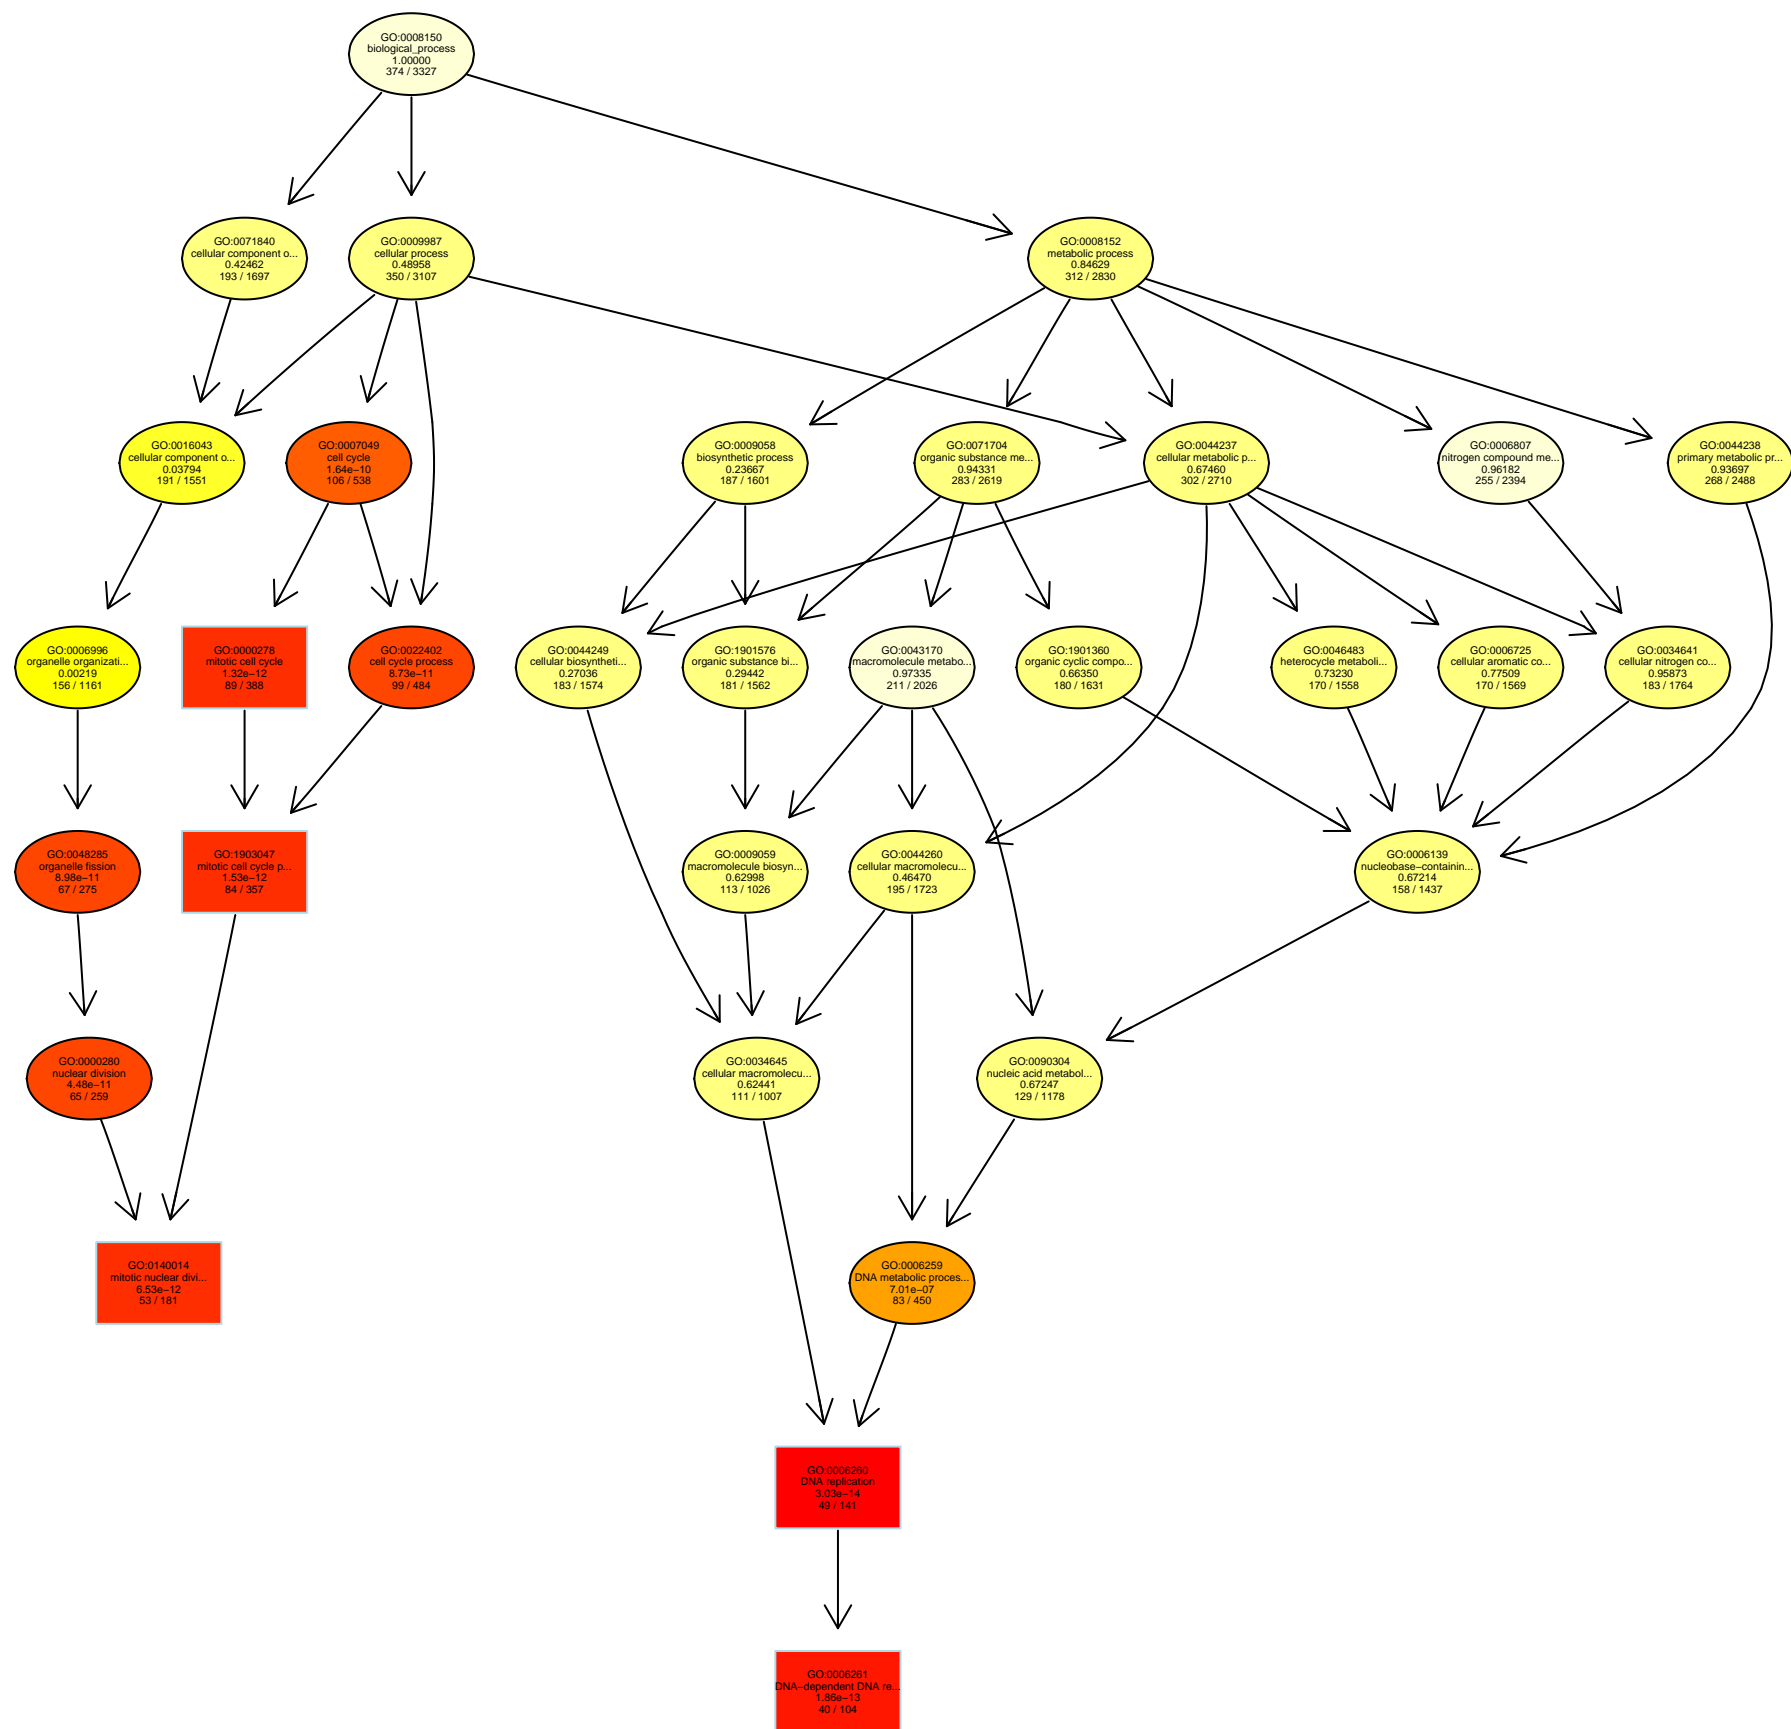 GO:0008150
biological_process
1.00000
374 / 3327
GO:0071840
cellular component o...
0.42462
193 / 1697
GO:0009987
cellular process
0.48958
350 / 3107
GO:0008152
metabolic process
0.84629
312 / 2830
GO:0016043
cellular component o...
0.03794
191 / 1551
GO:0007049
cell cycle
1.64e−10
106 / 538
GO:0009058
biosynthetic process
0.23667
187 / 1601
GO:0071704
organic substance me...
0.94331
283 / 2619
GO:0044237
cellular metabolic p...
0.67460
302 / 2710
GO:0006807
nitrogen compound me...
0.96182
255 / 2394
GO:0044238
primary metabolic pr...
0.93697
268 / 2488
GO:0006996
organelle organizati...
0.00219
156 / 1161
GO:0000278
mitotic cell cycle
1.32e−12
89 / 388
GO:0022402
cell cycle process
8.73e−11
99 / 484
GO:0044249
cellular biosyntheti...
0.27036
183 / 1574
GO:1901576
organic substance bi...
0.29442
181 / 1562
GO:0043170
macromolecule metabo...
0.97335
211 / 2026
GO:1901360
organic cyclic compo...
0.66350
180 / 1631
GO:0046483
heterocycle metaboli...
0.73230
170 / 1558
GO:0006725
cellular aromatic co...
0.77509
170 / 1569
GO:0034641
cellular nitrogen co...
0.95873
183 / 1764
GO:0048285
organelle fission
8.98e−11
67 / 275
GO:1903047
mitotic cell cycle p...
1.53e−12
84 / 357
GO:0009059
macromolecule biosyn...
0.62998
113 / 1026
GO:0044260
cellular macromolecu...
0.46470
195 / 1723
GO:0006139
nucleobase−containin...
0.67214
158 / 1437
GO:0000280
nuclear division
4.48e−11
65 / 259
GO:0034645
cellular macromolecu...
0.62441
111 / 1007
GO:0090304
nucleic acid metabol...
0.67247
129 / 1178
GO:0140014
mitotic nuclear divi...
6.53e−12
53 / 181
GO:0006259
DNA metabolic proces...
7.01e−07
83 / 450
GO:0006260
DNA replication
3.03e−14
49 / 141
GO:0006261
DNA−dependent DNA re...
1.86e−13
40 / 104